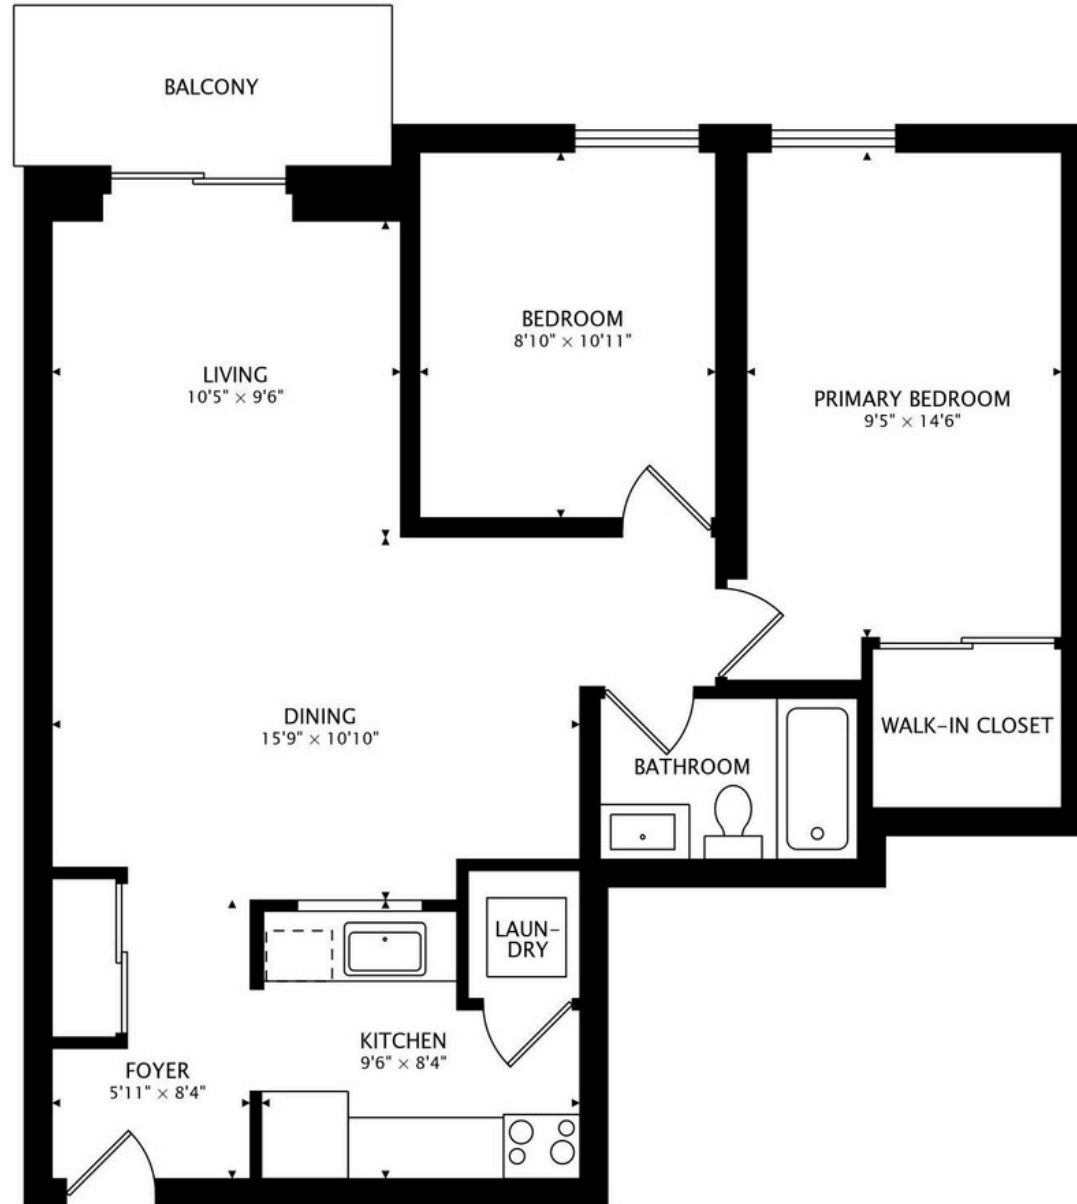 BALCONY
BEDROOM
8'10" × 10'11"
LIVING
10'5" × 9'6"
PRIMARY BEDROOM
9'5" × 14'6"
DINING
15'9" × 10'10"
WALK-IN CLOSET
BATHROOM
LAUN-
DRY
KITCHEN
9'6" × 8'4"
FOYER
5'11" × 8'4"